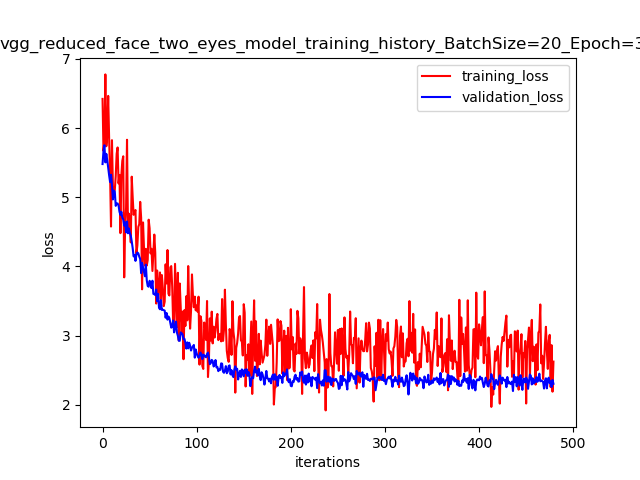 vgg_reduced_face_two_eyes_model_training_history_BatchSize=20_Epoch=3
training_loss
validation_loss
7
6
5
4
3
2
loss
0 100 200 300 400 500
iterations